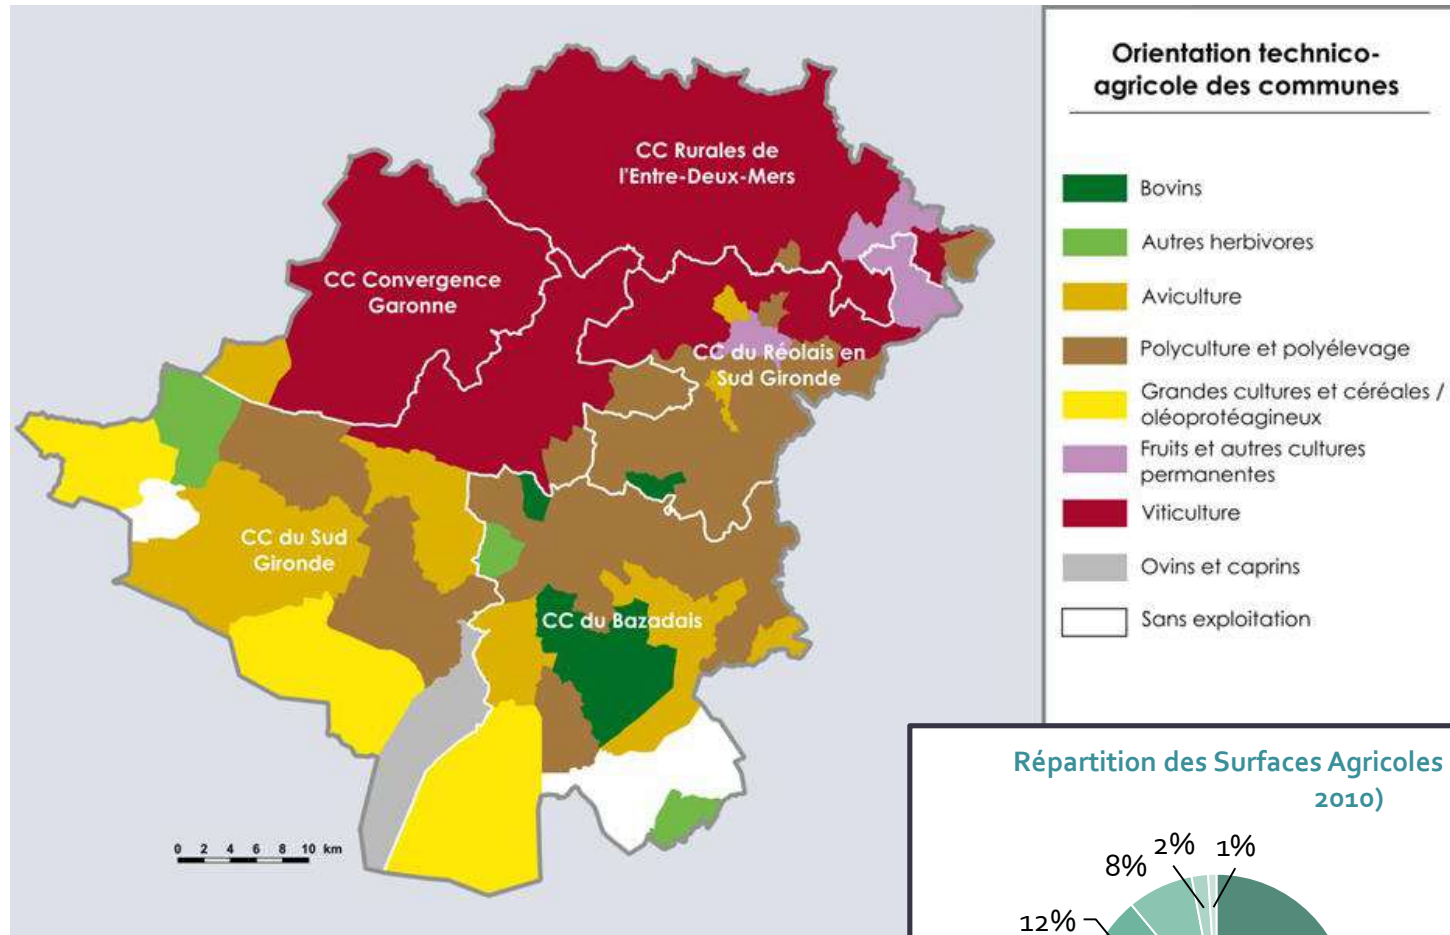 Orientation technico-
agricole des communes
Bovins
Autres herbivores
Aviculture
Polyculture et polyélevage
Grandes cultures et céréales /
oléoprotéagineux
Fruits et autres cultures
permanentes
Viticulture
Ovins et caprins
Sans exploitation
CC Rurales de
l'Entre-Deux-Mers
CC Convergence
Garonne
CC du Réolais en
Sud Gironde
CC du Sud
Gironde
CC du Bazadais
0 2 4 6 8 10 km
Répartition des Surfaces Agricoles
2010)
8% 2% 1%
12%